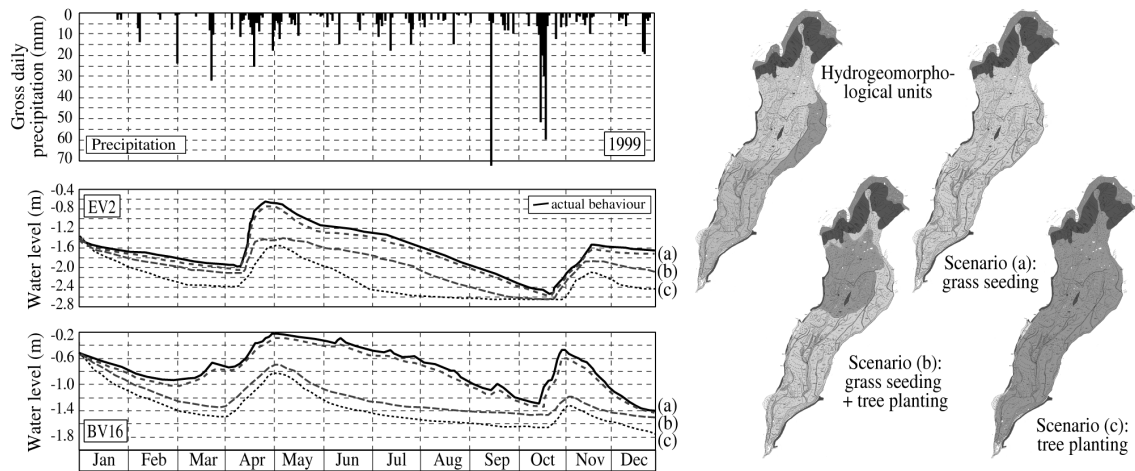 Gross daily
precipitation (mm)
0
10
20
30
40
50
60
70
Precipitation
1999
Water level (m)
-0.4
-0.8
-1.2
-1.6
-2.0
-2.4
-2.8
EV2
actual behaviour
(a)
(b)
(c)
Water level (m)
-0.2
-0.6
-1.0
-1.4
-1.8
BV16
(a)
(b)
(c)
Jan Feb Mar Apr May Jun Jul Aug Sep Oct Nov Dec
Hydrogeomorpho-
logical units
Scenario (a):
grass seeding
Scenario (b):
grass seeding
+ tree planting
Scenario (c):
tree planting